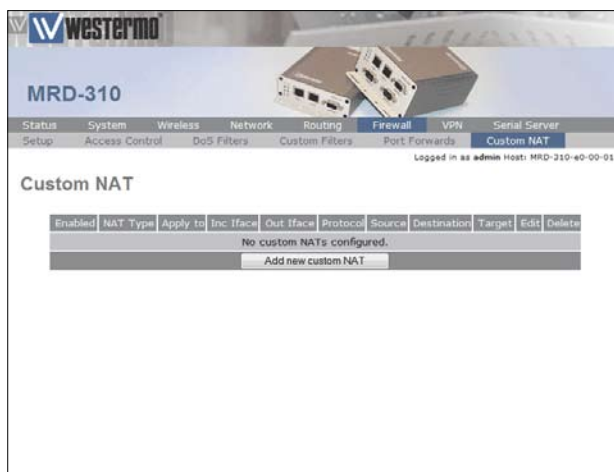 westermo
MRD-310
Status System Wireless Network Routing Firewall VPN Serial Server
Setup Access Control DoS Filters Custom Filters Port Forwards Custom NAT
Logged in as admin Host: MRD-310-e0-00-01
Custom NAT
Enabled NAT Type Apply to Inc Iface Out Iface Protocol Source Destination Target Edit Delete
No custom NATs configured.
Add new custom NAT